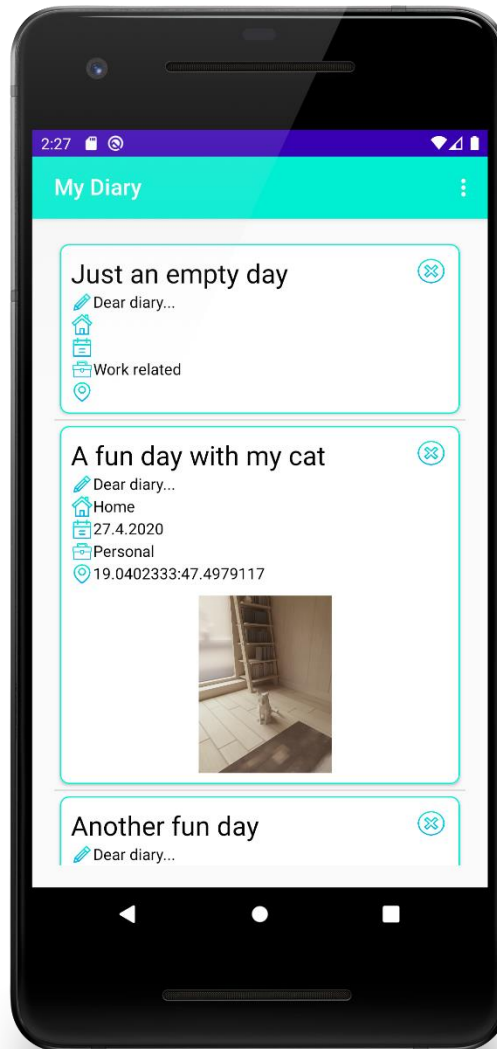 2:27
My Diary
Just an empty day
Dear diary...
Work related
A fun day with my cat
Dear diary...
Home
27.4.2020
Personal
19.0402333:47.4979117
Another fun day
Dear diary...